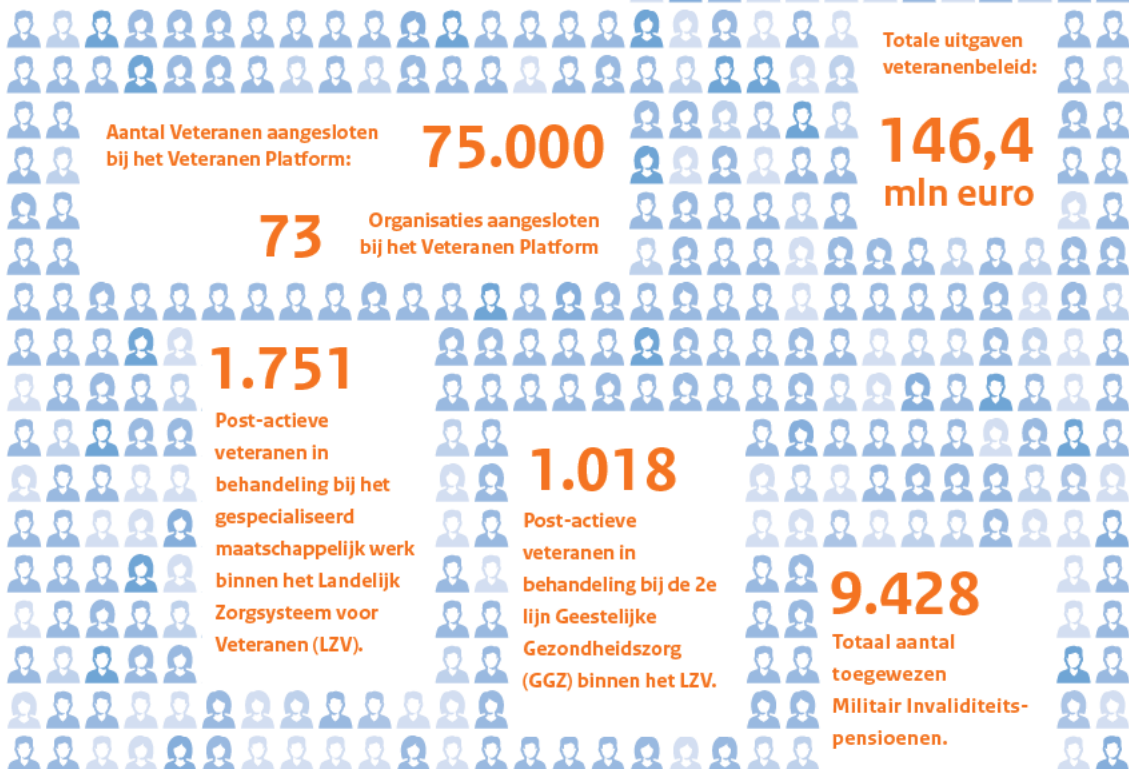 Totale uitgaven
veteranenbeleid:
146,4
mln euro
Aantal Veteranen aangesloten
bij het Veteranen Platform:
75.000
73
Organisaties aangesloten
bij het Veteranen Platform
1.751
Post-actieve
veteranen in
behandeling bij het
gespecialiseerd
maatschappelijk werk
binnen het Landelijk
Zorgsysteem voor
Veteranen (LZV).
1.018
Post-actieve
veteranen in
behandeling bij de 2e
lijn Geestelijke
Gezondheidszorg
(GGZ) binnen het LZV.
9.428
Totaal aantal
toegewezen
Militair Invaliditeits-
pensioenen.